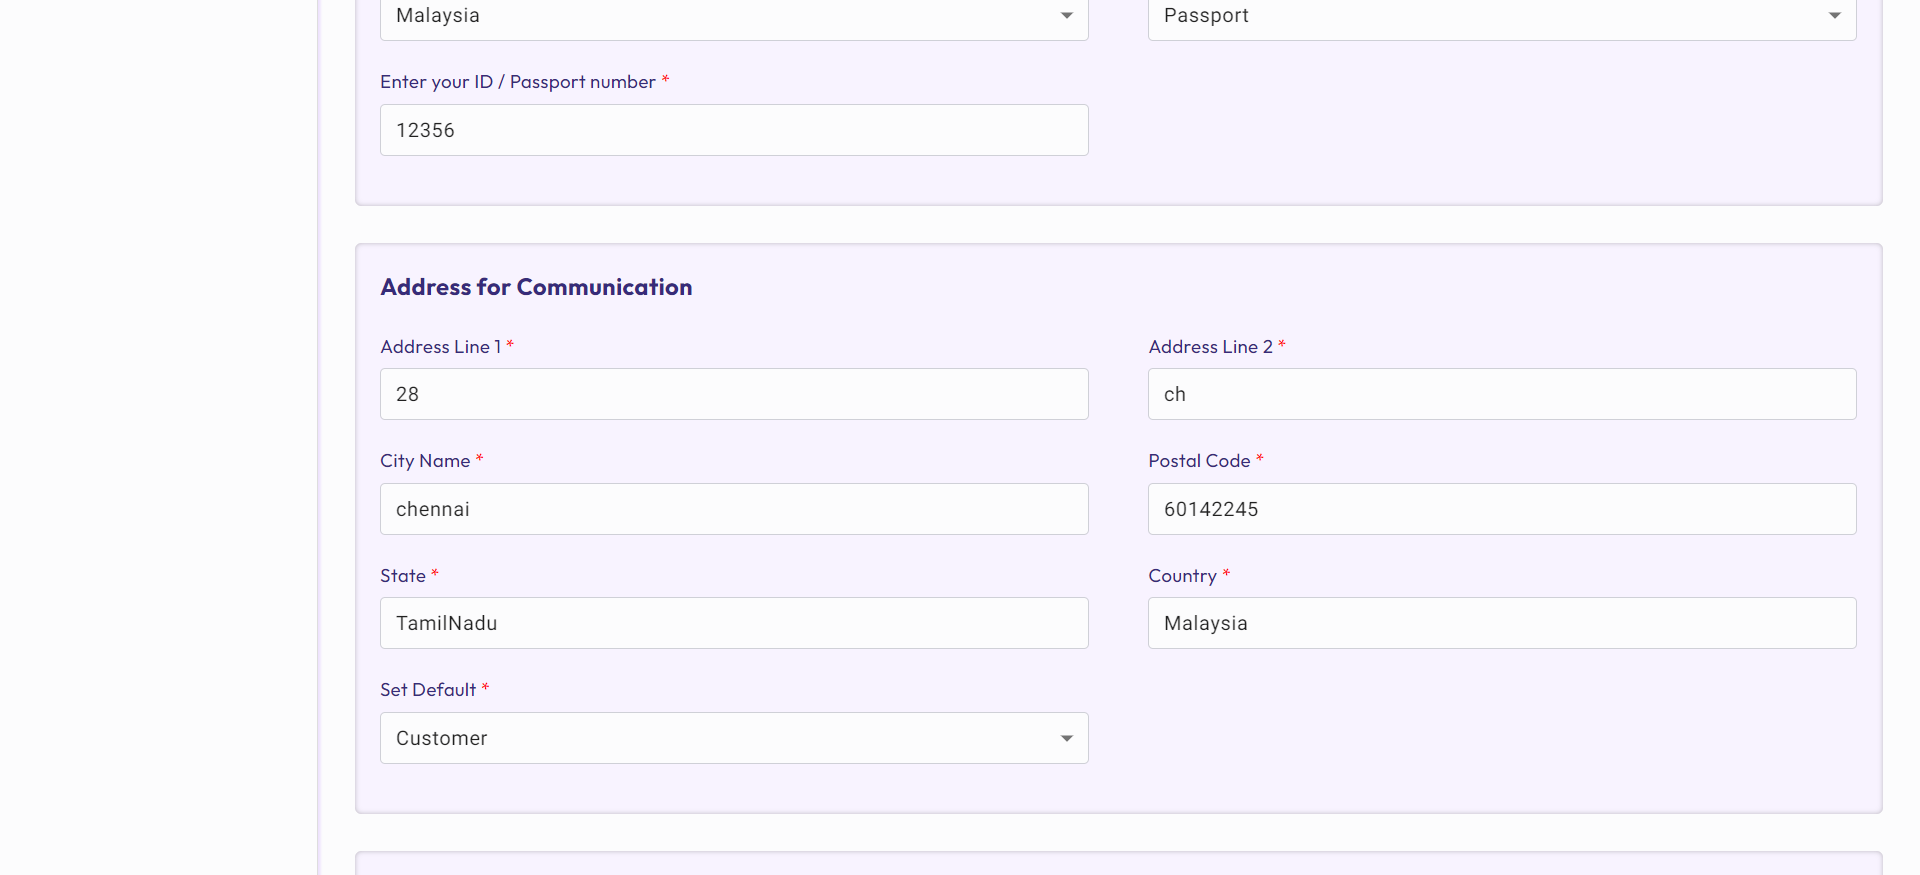 Malaysia
Passport
Enter your ID / Passport number *
12356
Address for Communication
Address Line 1 *
Address Line 2 *
28
ch
City Name *
Postal Code *
chennai
60142245
State *
Country *
TamilNadu
Malaysia
Set Default *
Customer